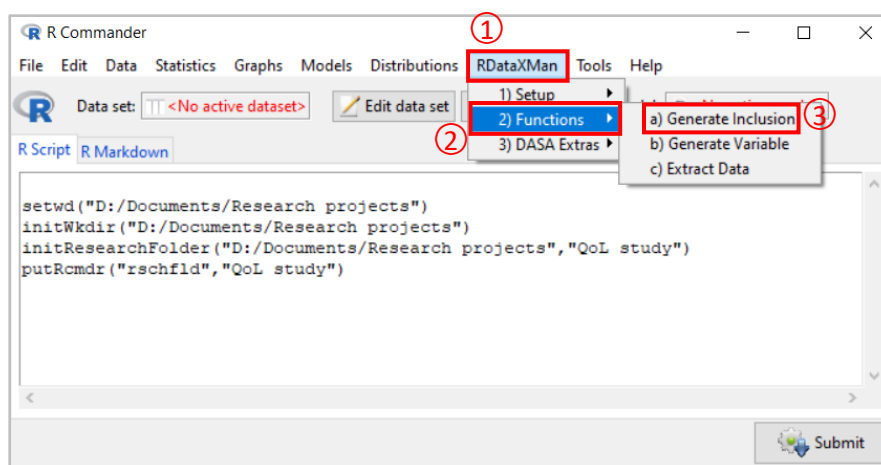 ①
R Commander
File Edit Data Statistics Graphs Models Distributions RDataXMan Tools Help
1) Setup
Data set: <No active dataset> Edit data set
2) Functions
a) Generate Inclusion ③
②
3) DASA Extras
b) Generate Variable
R Script R Markdown
c) Extract Data
setwd("D:/Documents/Research projects")
initWkdir("D:/Documents/Research projects")
initResearchFolder("D:/Documents/Research projects","QoL study")
putRcmdr("rschfld","QoL study")
Submit